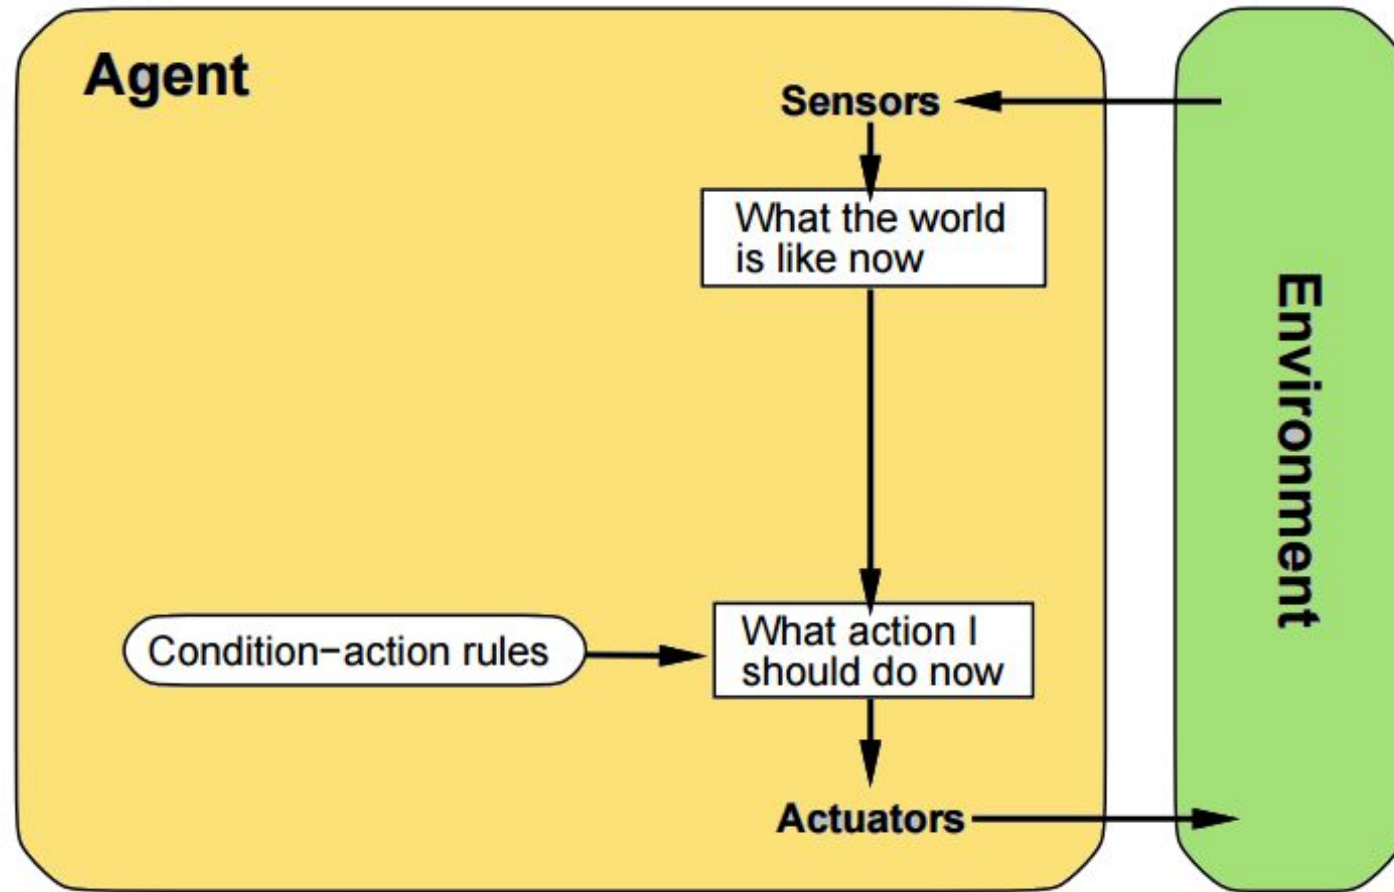 Agent
Sensors
What the world
is like now
Environment
Condition−action rules
What action I
should do now
Actuators